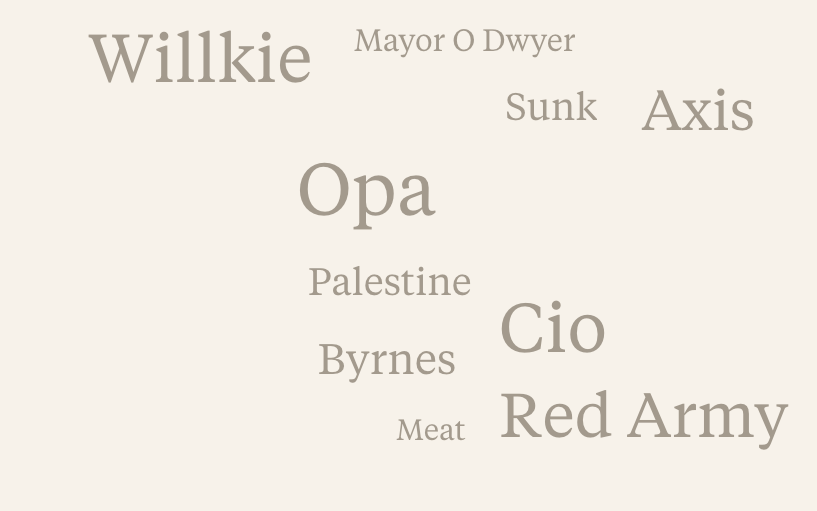 Willkie
Mayor O Dwyer
Sunk
Axis
Opa
Palestine
Cio
Byrnes
Red Army
Meat